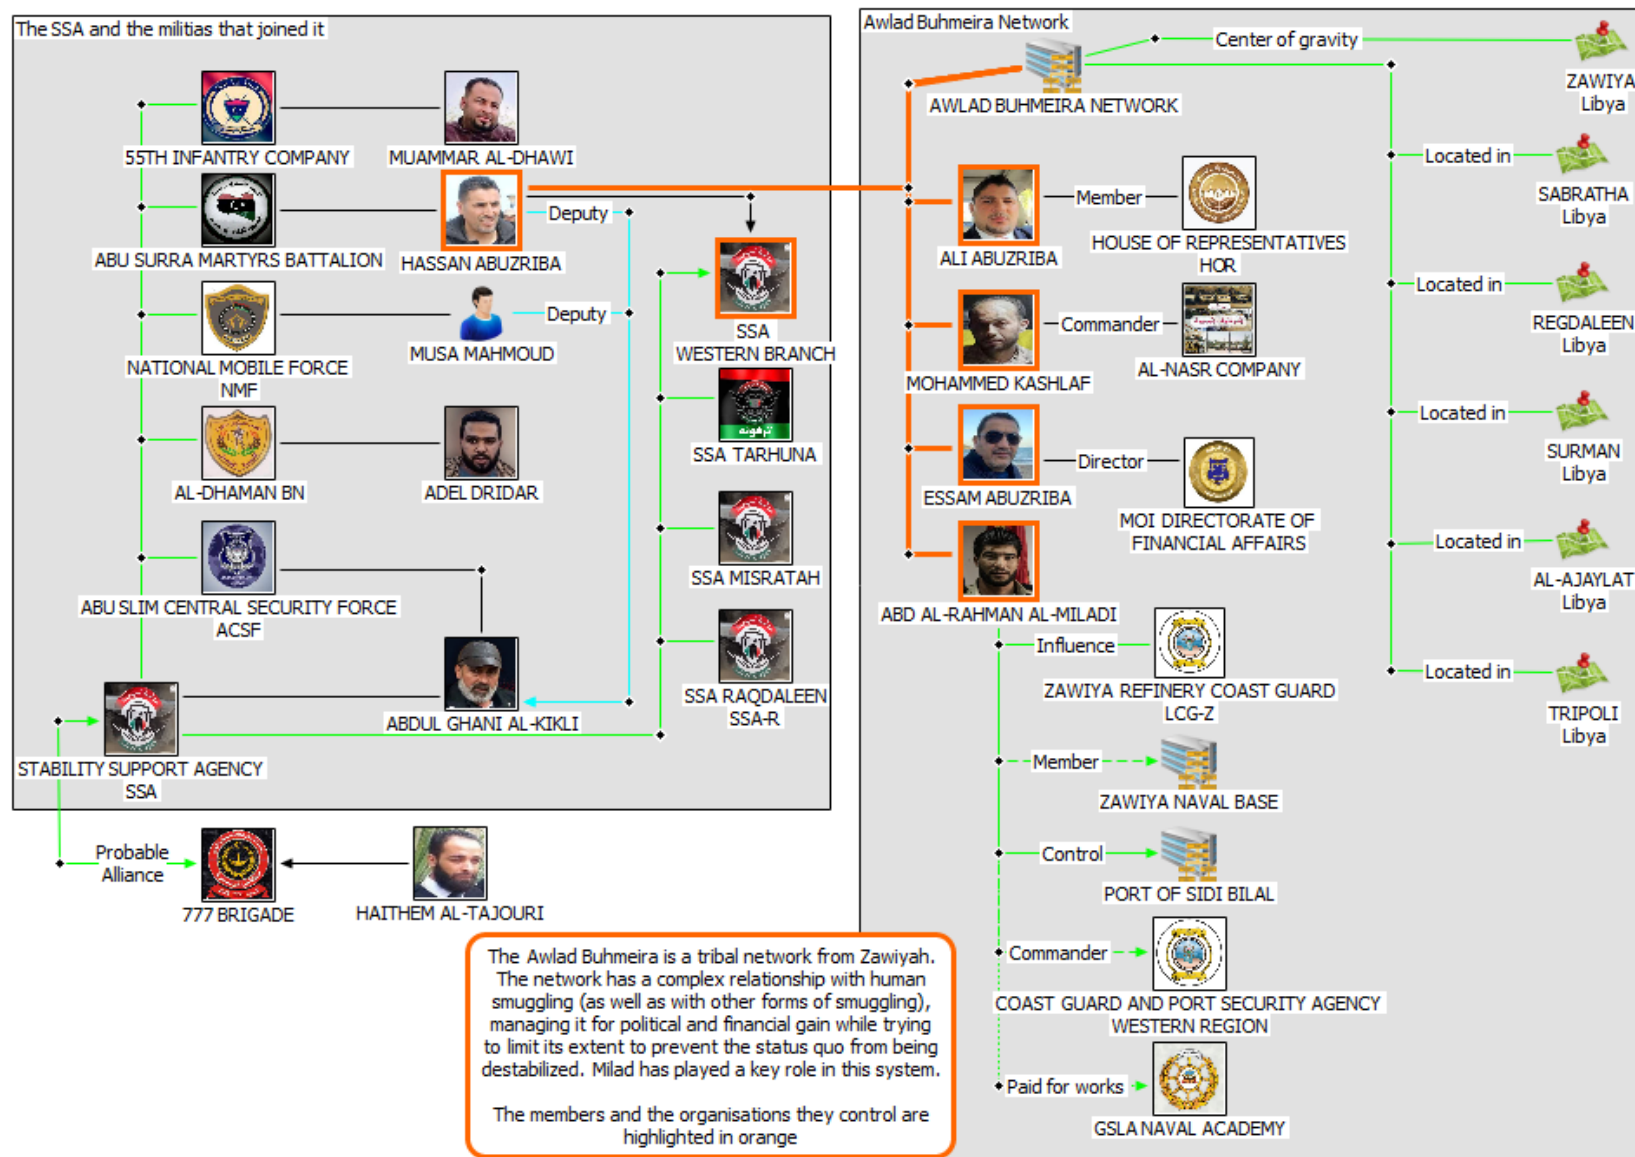 The SSA and the militias that joined it
55TH INFANTRY COMPANY
MUAMMAR AL-DHAWI
ABU SURRA MARTYRS BATTALION
HASSAN ABUZRIBA
Deputy
NATIONAL MOBILE FORCE
NMF
MUSA MAHMOUD
Deputy
AL-DHAMAN BN
ADEL DRIDAR
ABU SLIM CENTRAL SECURITY FORCE
ACSF
ABDUL GHANI AL-KIKLI
STABILITY SUPPORT AGENCY
SSA
SSA
WESTERN BRANCH
ترهونة
SSA TARHUNA
SSA MISRATAH
SSA RAQDALEEN
SSA-R
Probable
Alliance
777 BRIGADE
HAITHEM AL-TAJOURI
Awlad Buhmeira Network
AWLAD BUHMEIRA NETWORK
Center of gravity
ZAWIYA
Libya
ALI ABUZRIBA
Member
HOUSE OF REPRESENTATIVES
HOR
MOHAMMED KASHLAF
Commander
AL-NASR COMPANY
ESSAM ABUZRIBA
Director
MOI DIRECTORATE OF
FINANCIAL AFFAIRS
ABD AL-RAHMAN AL-MILADI
Influence
ZAWIYA REFINERY COAST GUARD
LCG-Z
Member
ZAWIYA NAVAL BASE
Control
PORT OF SIDI BILAL
Commander
COAST GUARD AND PORT SECURITY AGENCY
WESTERN REGION
Paid for works
GSLA NAVAL ACADEMY
Located in
SABRATHA
Libya
Located in
REGDALEEN
Libya
Located in
SURMAN
Libya
Located in
AL-AJAYLAT
Libya
Located in
TRIPOLI
Libya
The Awlad Buhmeira is a tribal network from Zawiyah.
The network has a complex relationship with human
smuggling (as well as with other forms of smuggling),
managing it for political and financial gain while trying
to limit its extent to prevent the status quo from being
destabilized. Milad has played a key role in this system.
The members and the organisations they control are
highlighted in orange